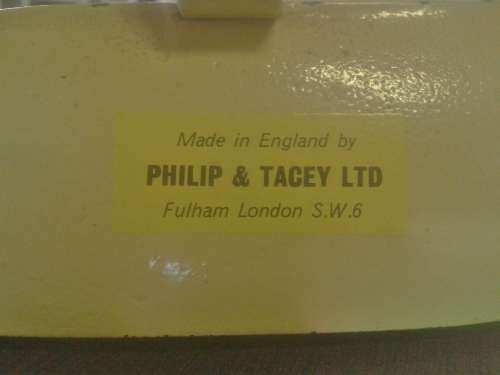 Made in England by
PHILIP & TACEY LTD
Fulham London S.W.6